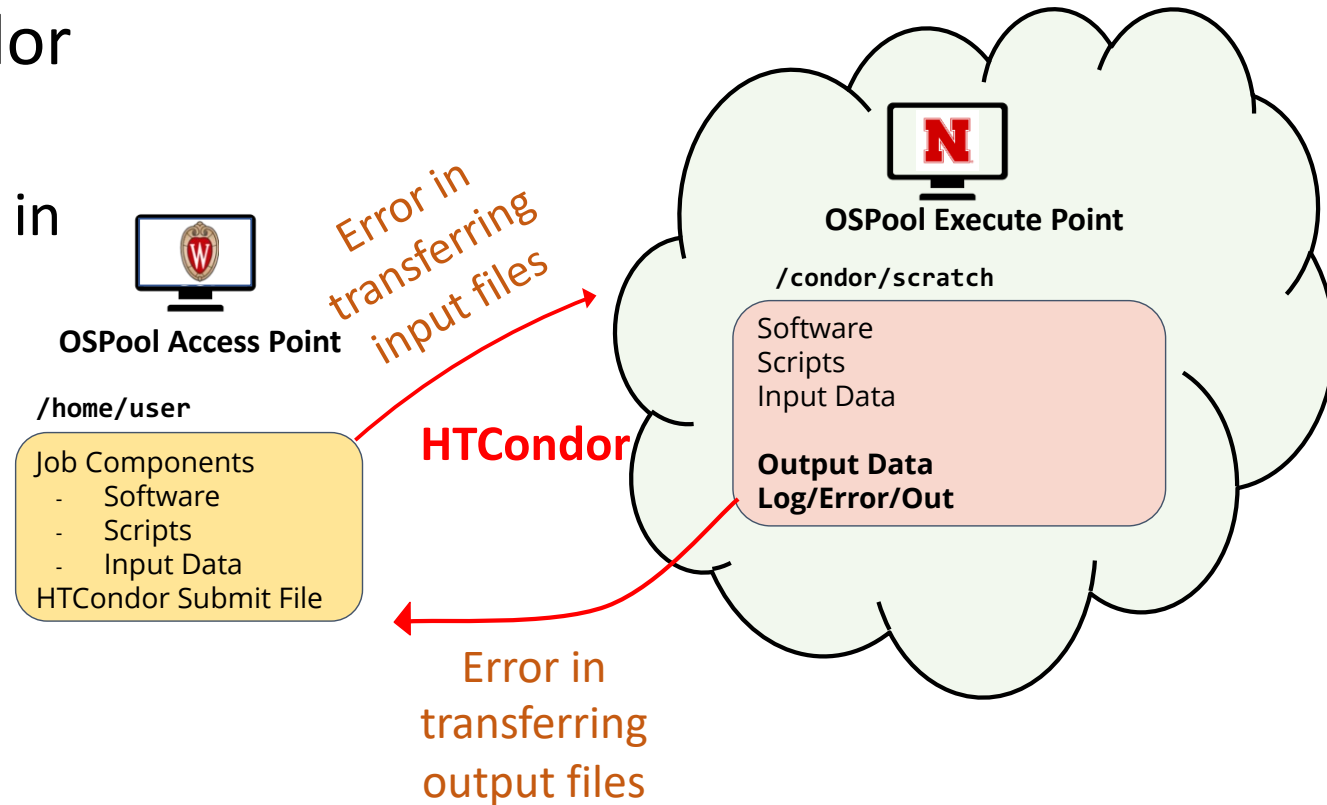 lor
in
W
OSPool Access Point
/home/user
Job Components
- Software
- Scripts
- Input Data
HTCondor Submit File
Error in
transferring
input files
HTCondor
N
OSPool Execute Point
/condor/scratch
Software
Scripts
Input Data
Output Data
Log/Error/Out
Error in
transferring
output files